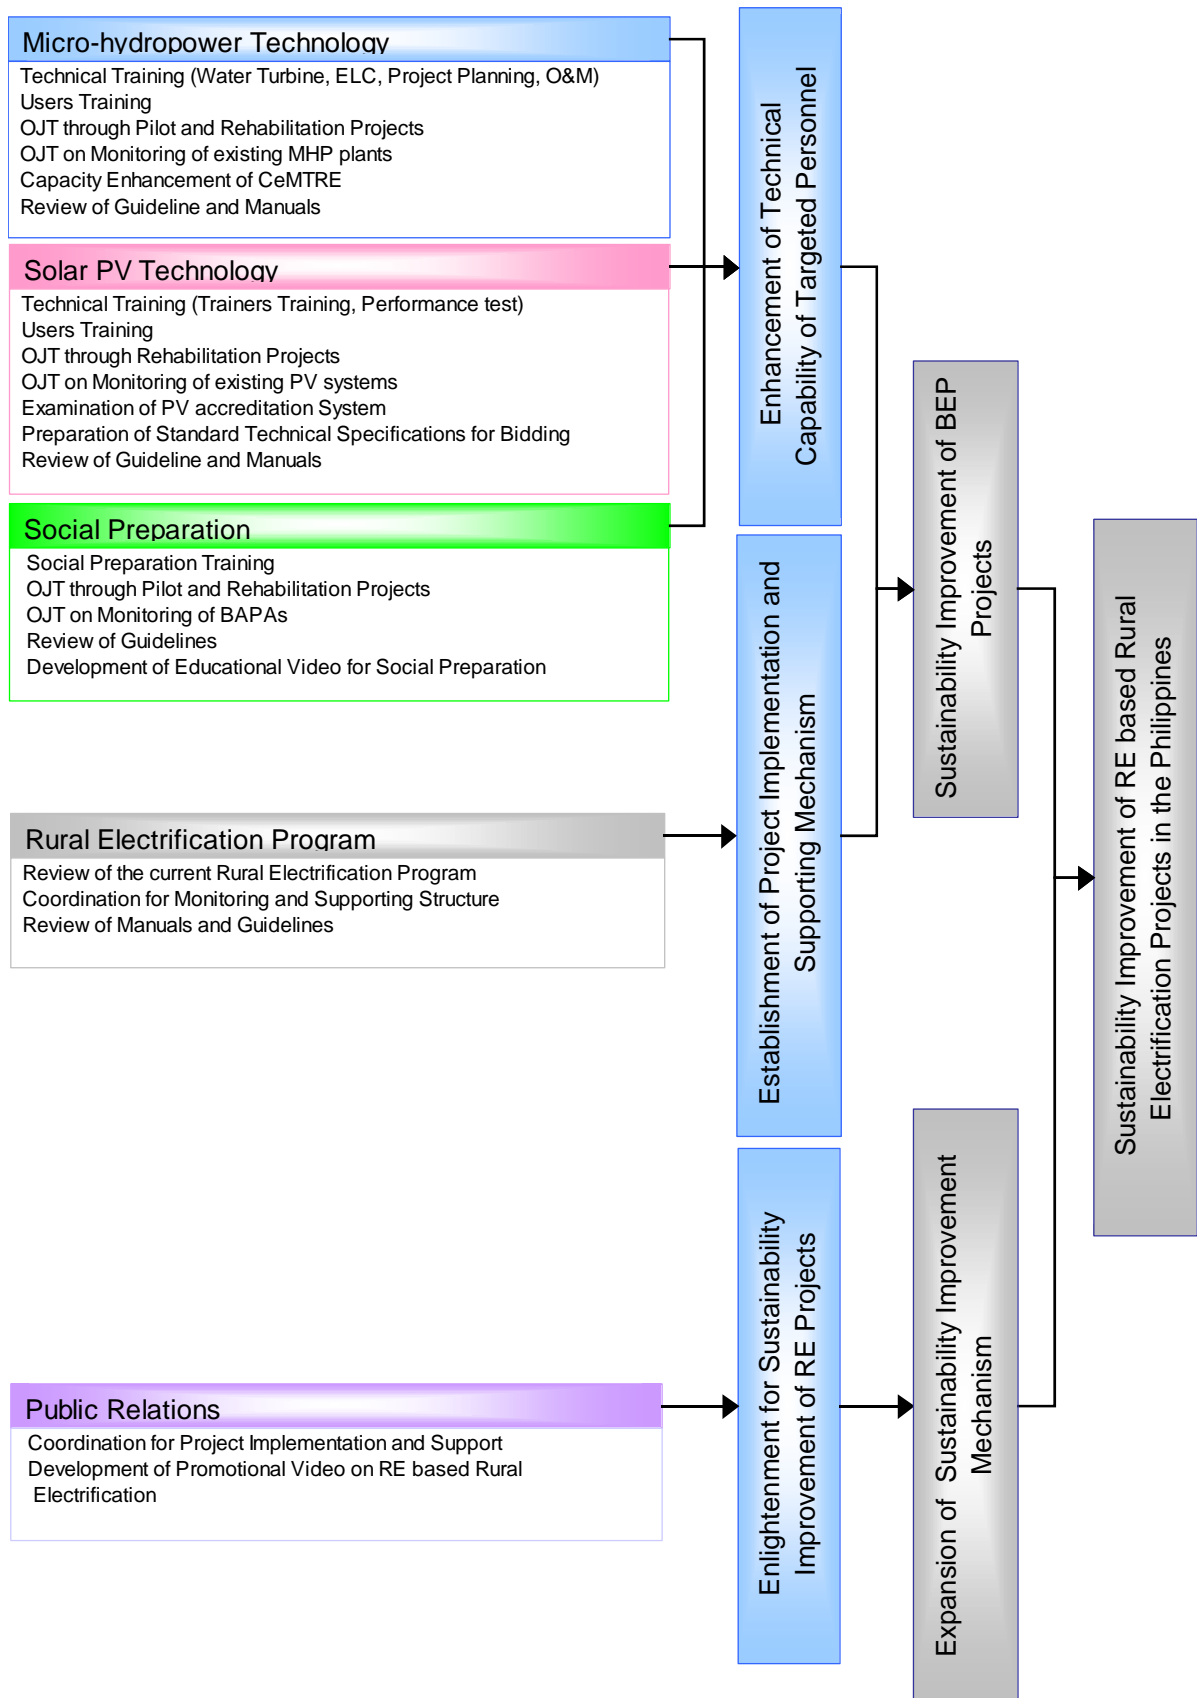 Micro-hydropower Technology
Technical Training (Water Turbine, ELC, Project Planning, O&M)
Users Training
OJT through Pilot and Rehabilitation Projects
OJT on Monitoring of existing MHP plants
Capacity Enhancement of CeMTRE
Review of Guideline and Manuals
Solar PV Technology
Technical Training (Trainers Training, Performance test)
Users Training
OJT through Rehabilitation Projects
OJT on Monitoring of existing PV systems
Examination of PV accreditation System
Preparation of Standard Technical Specifications for Bidding
Review of Guideline and Manuals
Social Preparation
Social Preparation Training
OJT through Pilot and Rehabilitation Projects
OJT on Monitoring of BAPAs
Review of Guidelines
Development of Educational Video for Social Preparation
Rural Electrification Program
Review of the current Rural Electrification Program
Coordination for Monitoring and Supporting Structure
Review of Manuals and Guidelines
Public Relations
Coordination for Project Implementation and Support
Development of Promotional Video on RE based Rural
Electrification
Enhancement of Technical
Capability of Targeted Personnel
Establishment of Project Implementation and
Supporting Mechanism
Enlightenment for Sustainability
Improvement of RE Projects
Sustainability Improvement of BEP
Projects
Expansion of Sustainability Improvement
Mechanism
Sustainability Improvement of RE based Rural
Electrification Projects in the Philippines